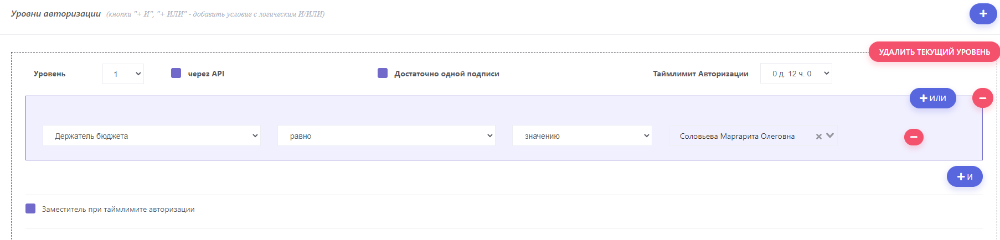 Уровни авторизации (кнопки "+ И", "+ ИЛИ" - добавить условие с логическим И/ИЛИ)
УДАЛИТЬ ТЕКУЩИЙ УРОВЕНЬ
Уровень 1 через API Достаточно одной подписи Таймлимит Авторизации 0 д. 12 ч. 0
+ ИЛИ
Держатель бюджета равно значению Соловьева Маргарита Олеговна
+ И
Заместитель при таймлимите авторизации